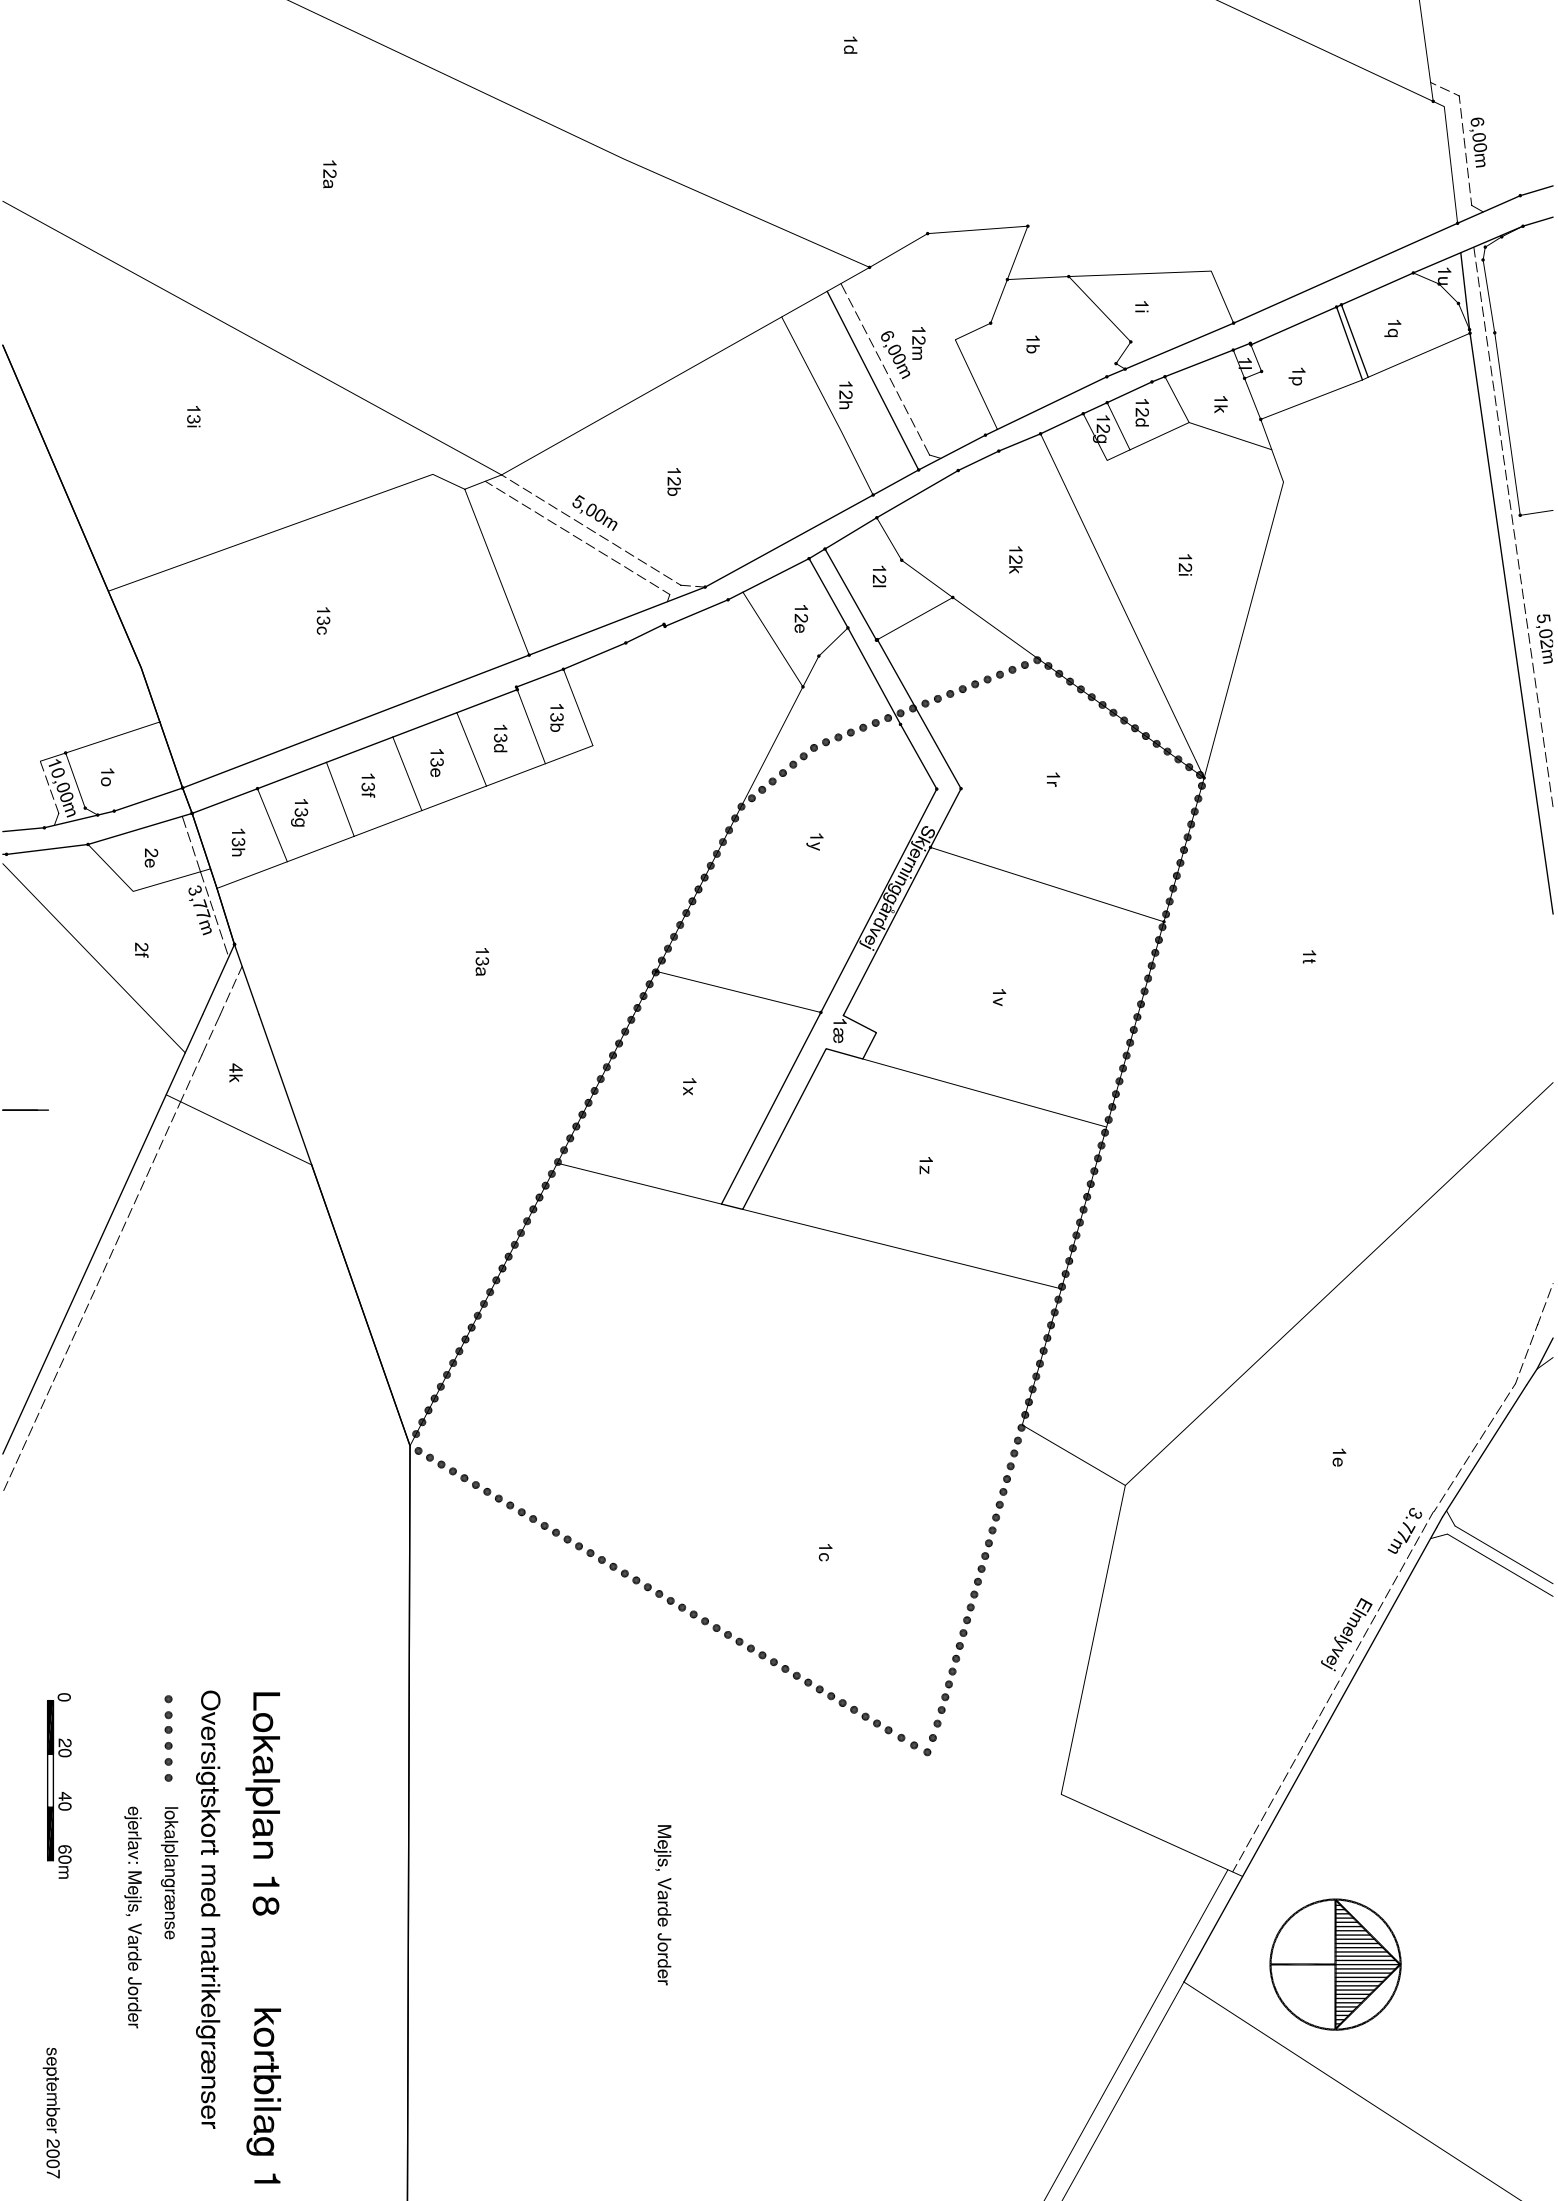 Lokalplan 18 kortbilag 1
Oversigtskort med matrikelgrænser
lokalplangrænse
ejerlav: Mejls, Varde Jorder
0 20 40 60m
september 2007
Mejls, Varde Jorder
Elmelyvej
3.77m
1e
5,02m
6,00m
1u
1q
1p
1l
1k
1i
1b
12d
12g
12m
6,00m
12h
12i
12k
12l
12e
12b
5,00m
1d
12a
13i
13c
1t
1r
1v
1y
Skjerninggårdvej
1æ
1x
1z
1c
13a
13b
13d
13e
13f
13g
13h
1o
10,00m
2e
3,77m
2f
4k